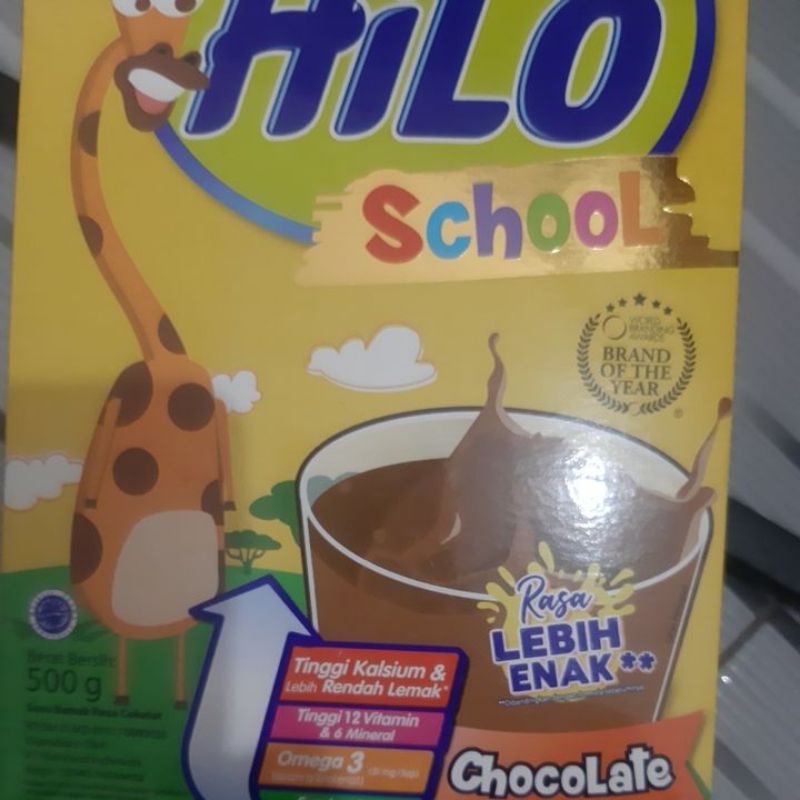 HiLo
SCHOOL
WORLD
BRANDING
AWARDS
BRAND
OF THE
YEAR
Rasa
LEBIH
ENAK**
Berat Bersih:
500 g
Tinggi Kalsium &
Lebih Rendah Lemak*
Tinggi 12 Vitamin
& 6 Mineral
Omega 3
Chocolate